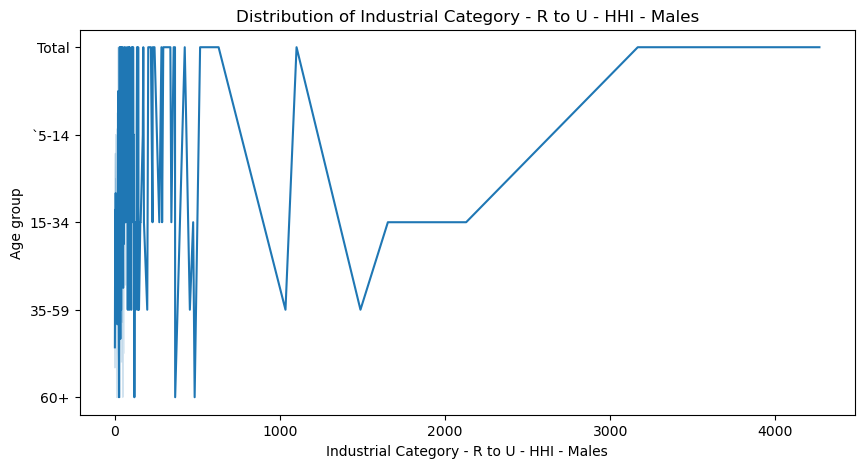 Distribution of Industrial Category - R to U - HHI - Males
Total
`5-14
15-34
35-59
60+
Age group
0 1000 2000 3000 4000
Industrial Category - R to U - HHI - Males